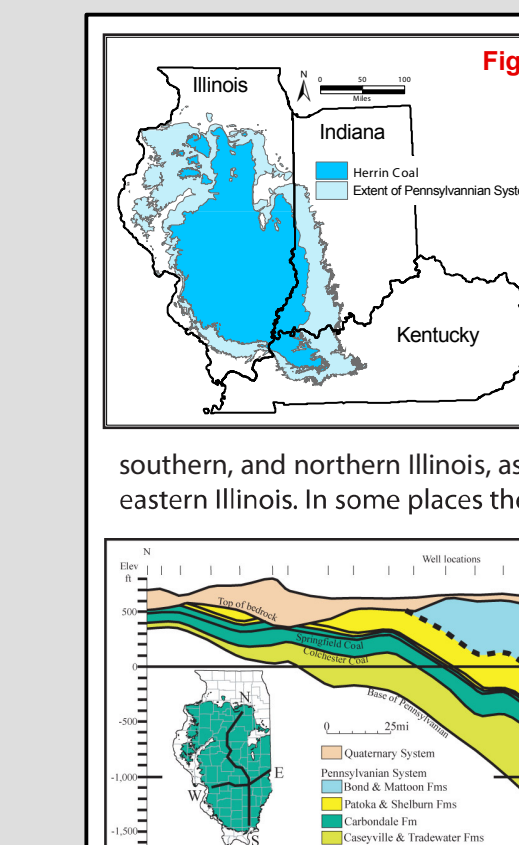 Fig
Illinois
N
0 50 100
Miles
Indiana
Herrin Coal
Extent of Pennsylvannian Syst
Kentucky
southern, and northern Illinois, as
eastern Illinois. In some places the
N
Well locations
Elev
ft
500
0
-500
-1,000
-1,500
Top of bedrock
Springfield Coal
Colchester Coal
Base of Pennsylvanian
N
E
W
S
0 25mi
Quaternary System
Pennsylvanian System
Bond & Mattoon Fms
Patoka & Shelburn Fms
Carbondale Fm
Caseyville & Tradewater Fms